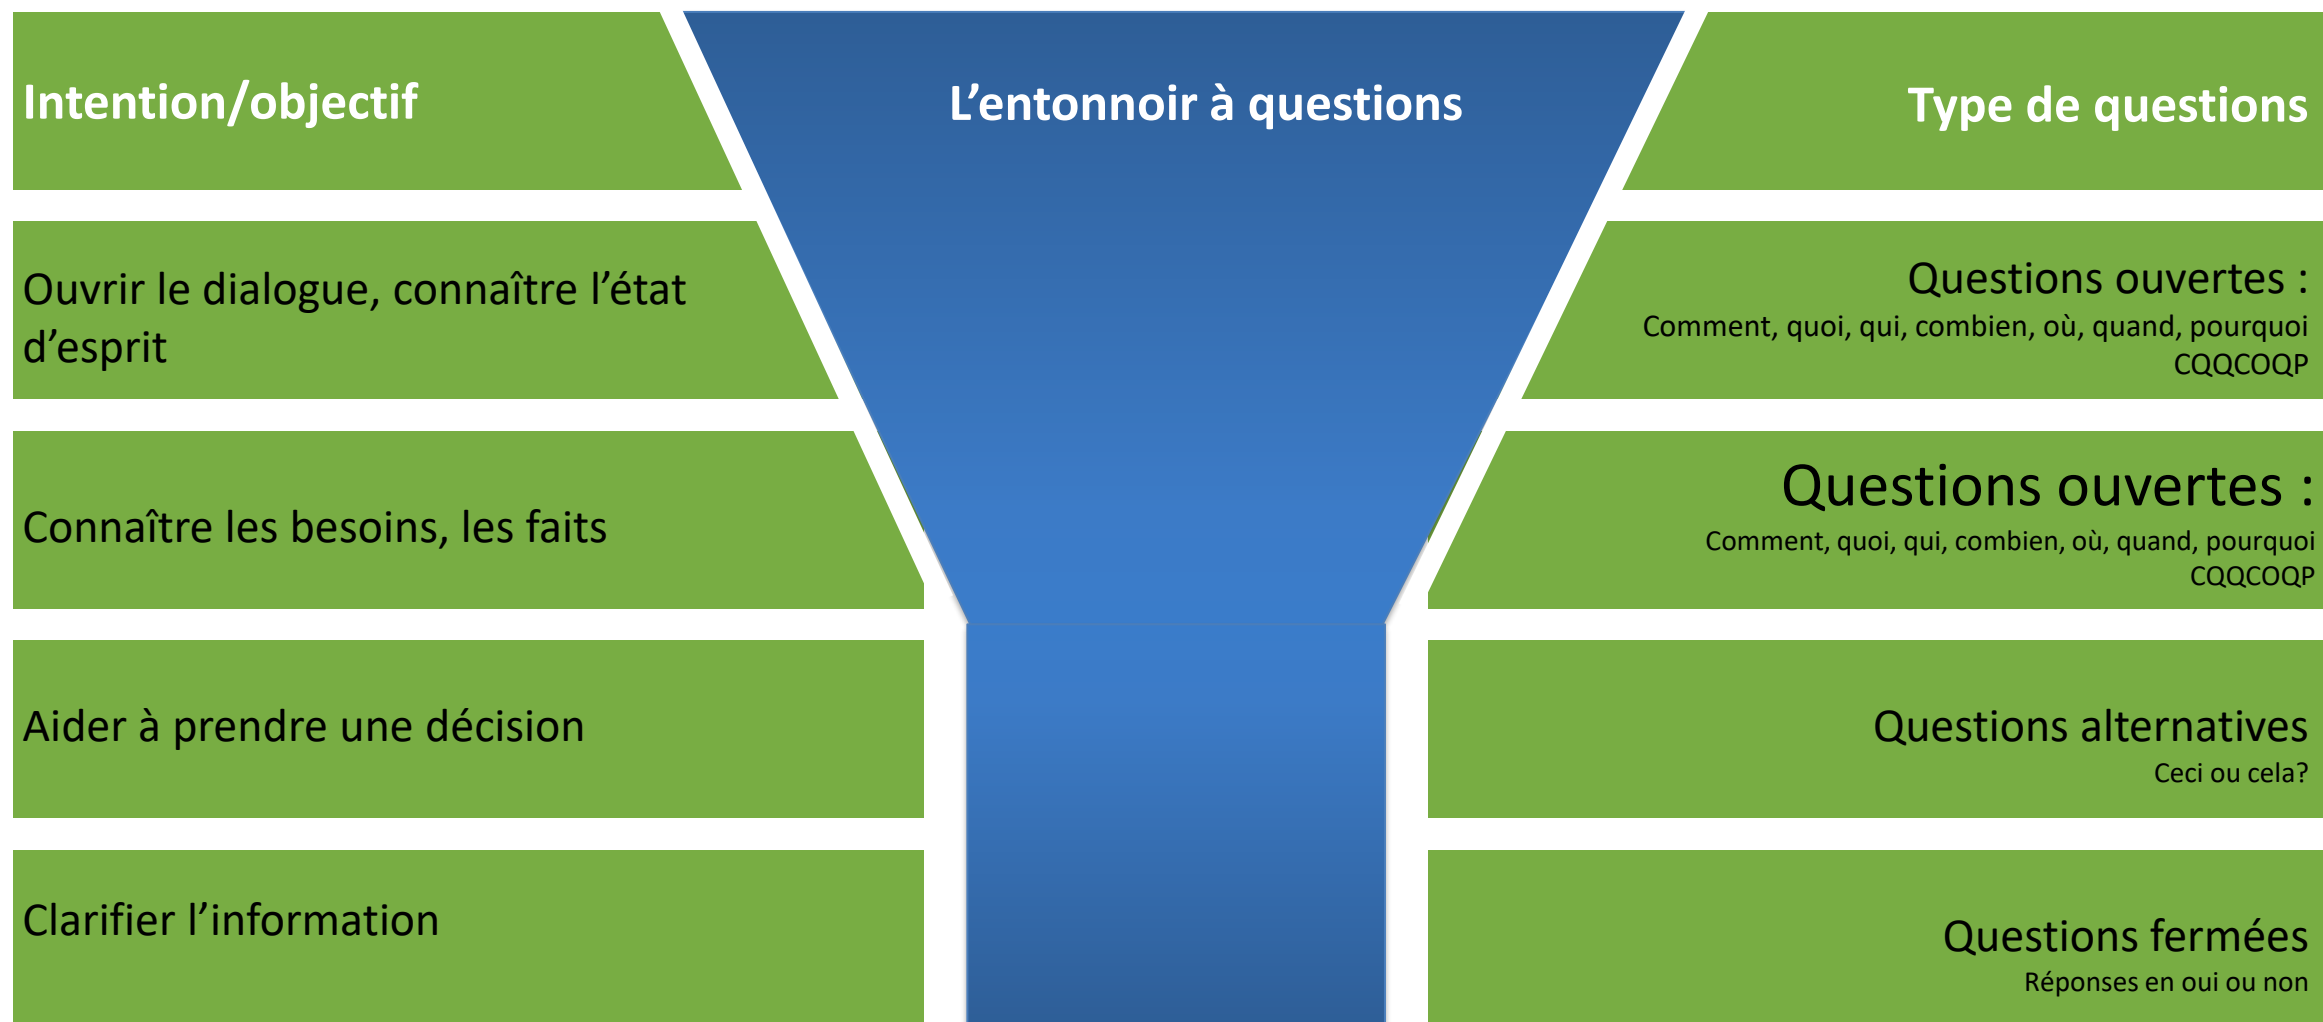 Intention/objectif
L’entonnoir à questions
Type de questions
Ouvrir le dialogue, connaître l’état
d’esprit
Questions ouvertes :
Comment, quoi, qui, combien, où, quand, pourquoi
CQQCOQP
Connaître les besoins, les faits
Questions ouvertes :
Comment, quoi, qui, combien, où, quand, pourquoi
CQQCOQP
Aider à prendre une décision
Questions alternatives
Ceci ou cela?
Clarifier l’information
Questions fermées
Réponses en oui ou non